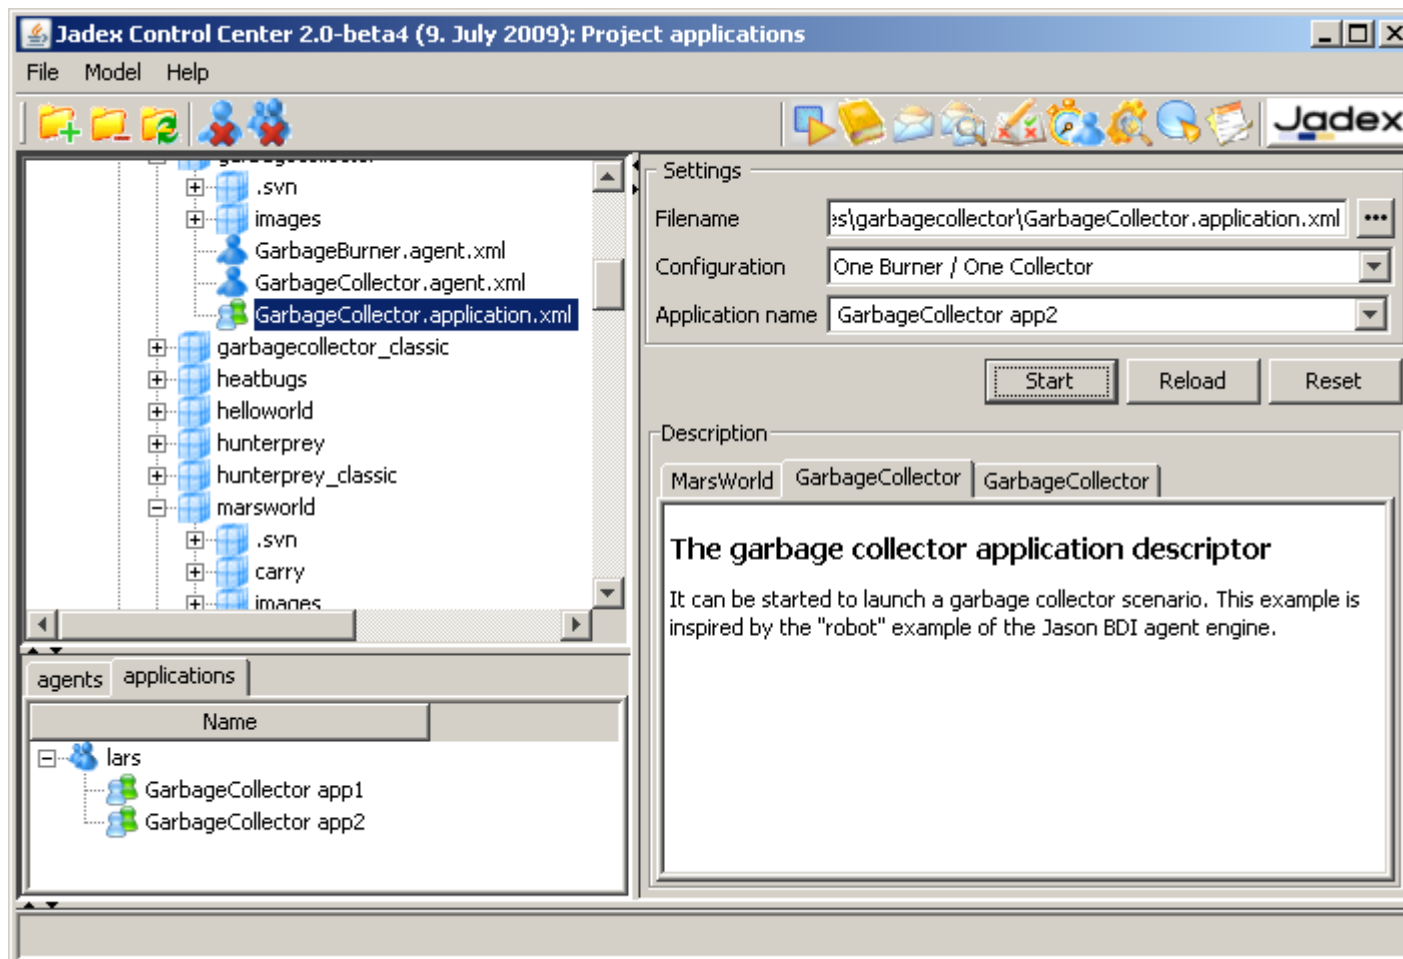 Jadex Control Center 2.0-beta4 (9. July 2009): Project applications
File Model Help
Jadex
garbagecollector
.svn
images
GarbageBurner.agent.xml
GarbageCollector.agent.xml
GarbageCollector.application.xml
garbagecollector_classic
heatbugs
helloworld
hunterprey
hunterprey_classic
marsworld
.svn
carry
images
agents applications
Name
lars
GarbageCollector app1
GarbageCollector app2
Settings
Filename es\garbagecollector\GarbageCollector.application.xml ...
Configuration One Burner / One Collector
Application name GarbageCollector app2
Start Reload Reset
Description
MarsWorld GarbageCollector GarbageCollector
The garbage collector application descriptor
It can be started to launch a garbage collector scenario. This example is
inspired by the "robot" example of the Jason BDI agent engine.